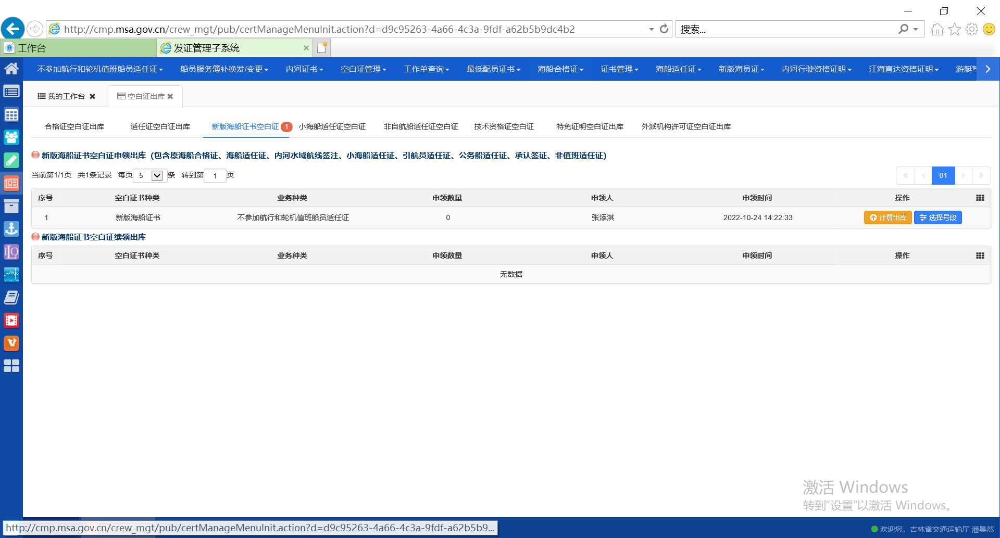 http://cmp.msa.gov.cn/crew_mgt/pub/certManageMenuInit.action?d=d9c95263-4a66-4c3a-9fdf-a62b5b9dc4b2
搜索...
工作台
发证管理子系统
不参加航行和轮机值班船员适任证
船员服务簿补换发/变更
内河证书
空白证管理
工作单查询
最低配员证书
海船合格证
证书管理
海船适任证
新版海员证
内河行驶资格证明
江海直达资格证明
游艇
我的工作台
空白证出库
合格证空白证出库
适任证空白证出库
新版海船证书空白证 1
小海船适任证空白证
非自航船适任证空白证
技术资格证空白证
特免证明空白证出库
外派机构许可证空白证出库
新版海船证书空白证申领出库（包含原海船合格证、海船适任证、内河水域航线签注、小海船适任证、引航员适任证、公务船适任证、承认签证、非值班适任证）
当前第1/1页 共1条记录 每页 5 条 转到第 1 页
« ‹ 01 › »
序号 空白证书种类 业务种类 申领数量 申领人 申领时间 操作
1 新版海船证书 不参加航行和轮机值班船员适任证 0 张添淇 2022-10-24 14:22:33 计算出库 选择号段
新版海船证书空白证续领出库
序号 空白证书种类 业务种类 申领数量 申领人 申领时间 操作
无数据
激活 Windows
转到“设置”以激活 Windows。
http://cmp.msa.gov.cn/crew_mgt/pub/certManageMenuInit.action?d=d9c95263-4a66-4c3a-9fdf-a62b5b9...
欢迎您，吉林省交通运输厅 潘昊然